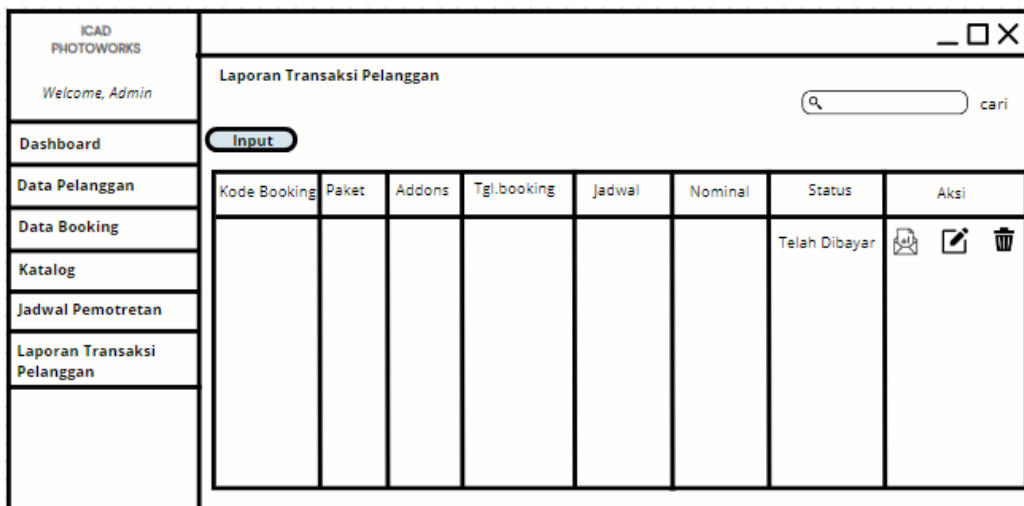 ICAD
PHOTOWORKS
Welcome, Admin
Dashboard
Data Pelanggan
Data Booking
Katalog
Jadwal Pemotretan
Laporan Transaksi
Pelanggan
Laporan Transaksi Pelanggan
cari
Input
Kode Booking Paket Addons Tgl.booking Jadwal Nominal Status Aksi
Telah Dibayar